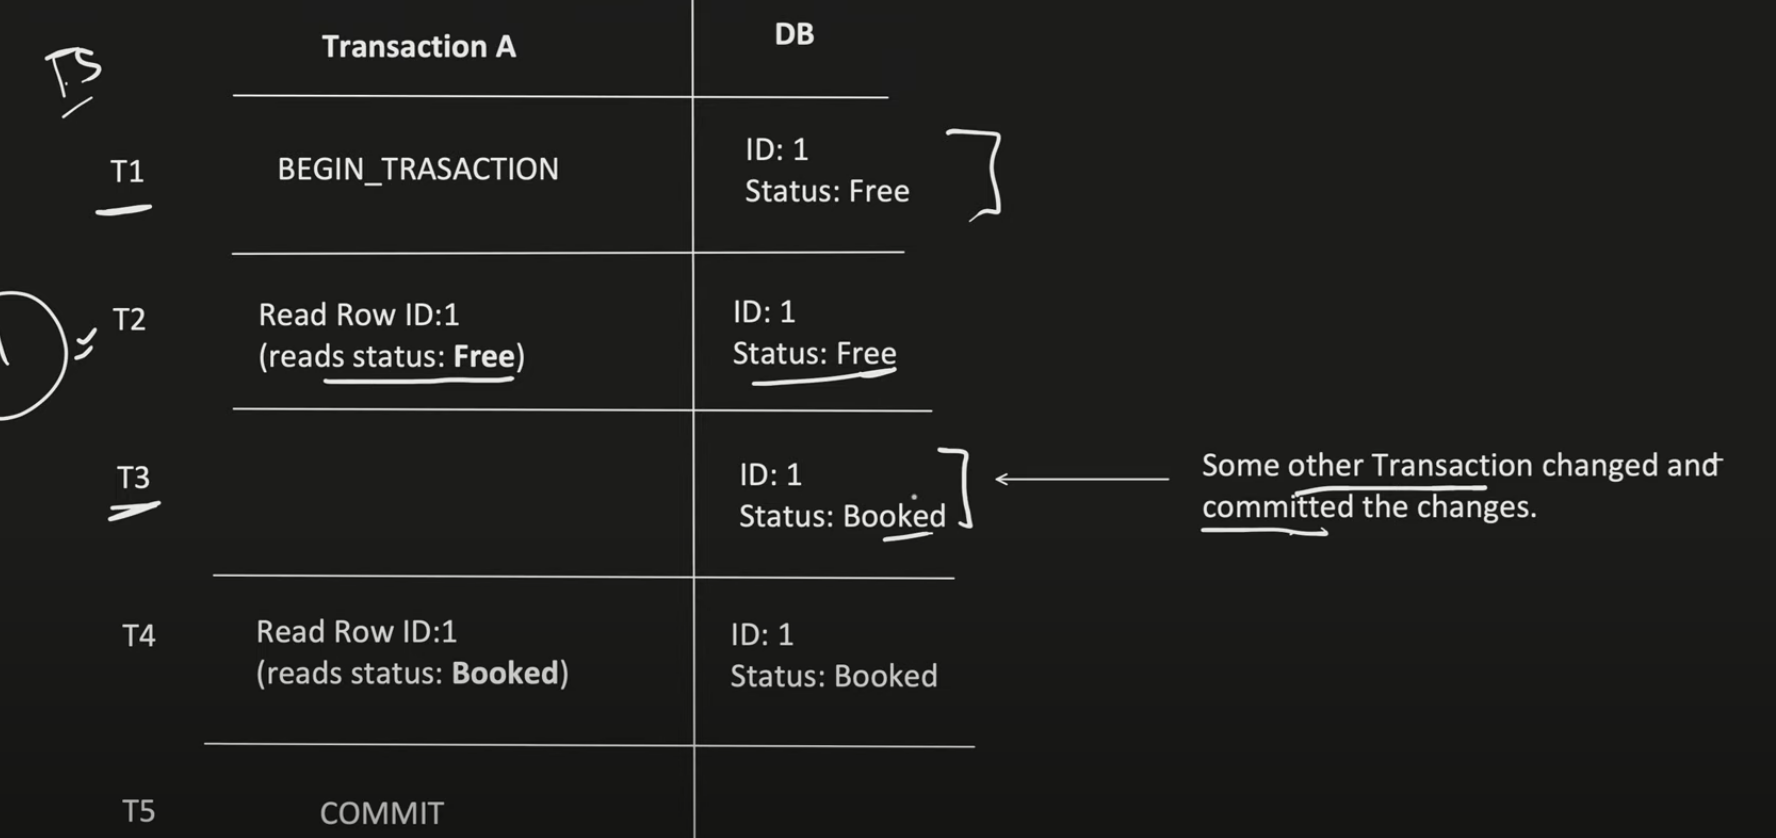 Transaction A
DB
TS
T1
BEGIN_TRASACTION
ID: 1
Status: Free
T2
Read Row ID:1
(reads status: Free)
ID: 1
Status: Free
T3
ID: 1
Status: Booked
Some other Transaction changed and
committed the changes.
T4
Read Row ID:1
(reads status: Booked)
ID: 1
Status: Booked
T5
COMMIT